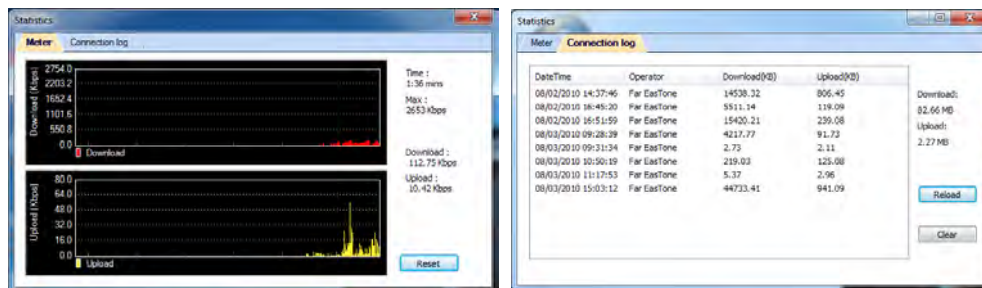 Statistics
Meter
Connection log
Download (Kbps)
2754.0
2203.2
1652.4
1101.6
550.8
0.0
Download
Time :
1:36 mins
Max :
2653 Kbps
Download :
112.75 Kbps
Upload :
10.42 Kbps
Upload (Kbps)
80.0
64.0
48.0
32.0
16.0
0.0
Upload
Reset
Statistics
Meter
Connection log
DateTime Operator Download(KB) Upload(KB)
08/02/2010 14:37:46 Far EasTone 14538.32 806.45
08/02/2010 16:45:20 Far EasTone 5511.14 119.09
08/02/2010 16:51:59 Far EasTone 15420.21 239.08
08/03/2010 09:28:39 Far EasTone 4217.77 91.73
08/03/2010 09:31:34 Far EasTone 2.73 2.11
08/03/2010 10:50:19 Far EasTone 219.03 125.08
08/03/2010 11:17:53 Far EasTone 5.37 2.96
08/03/2010 15:03:12 Far EasTone 44733.41 941.09
Download:
82.66 MB
Upload:
2.27 MB
Reload
Clear